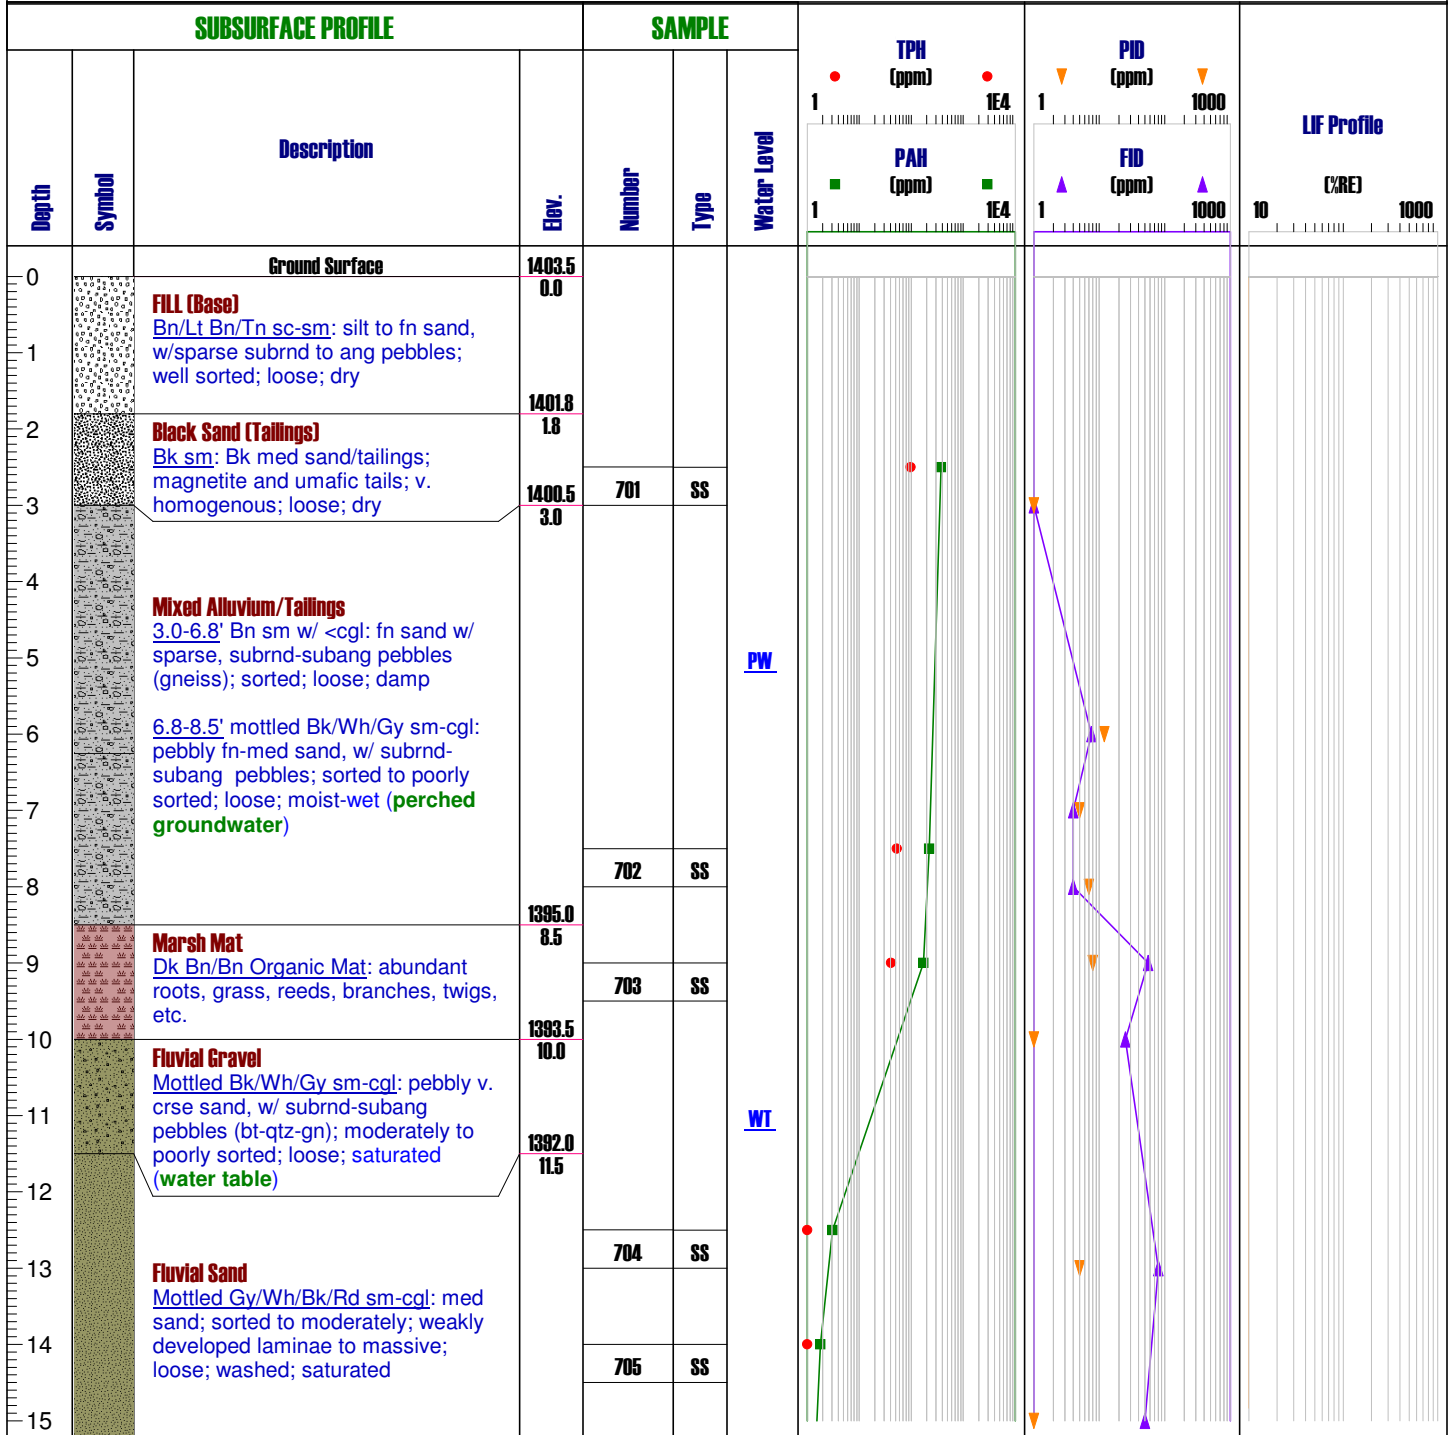 SUBSURFACE PROFILE
SAMPLE
Depth
Symbol
Description
Elev.
Number
Type
Water Level
TPH
(ppm)
1 1E4
PAH
(ppm)
1 1E4
PID
(ppm)
1 1000
FID
(ppm)
1 1000
LIF Profile
(%RE)
10 1000
0
1
2
3
4
5
6
7
8
9
10
11
12
13
14
15
Ground Surface
1403.5
0.0
FILL (Base)
Bn/Lt Bn/Tn sc-sm: silt to fn sand,
w/sparse subrnd to ang pebbles;
well sorted; loose; dry
1401.8
1.8
Black Sand (Tailings)
Bk sm: Bk med sand/tailings;
magnetite and umafic tails; v.
homogenous; loose; dry
1400.5
3.0
701 SS
Mixed Alluvium/Tailings
3.0-6.8' Bn sm w/ <cgl: fn sand w/
sparse, subrnd-subang pebbles
(gneiss); sorted; loose; damp
PW
6.8-8.5' mottled Bk/Wh/Gy sm-cgl:
pebbly fn-med sand, w/ subrnd-
subang pebbles; sorted to poorly
sorted; loose; moist-wet (perched
groundwater)
702 SS
1395.0
8.5
Marsh Mat
Dk Bn/Bn Organic Mat: abundant
roots, grass, reeds, branches, twigs,
etc.
703 SS
1393.5
10.0
Fluvial Gravel
Mottled Bk/Wh/Gy sm-cgl: pebbly v.
crse sand, w/ subrnd-subang
pebbles (bt-qtz-gn); moderately to
poorly sorted; loose; saturated
(water table)
WT
1392.0
11.5
704 SS
Fluvial Sand
Mottled Gy/Wh/Bk/Rd sm-cgl: med
sand; sorted to moderately; weakly
developed laminae to massive;
loose; washed; saturated
705 SS